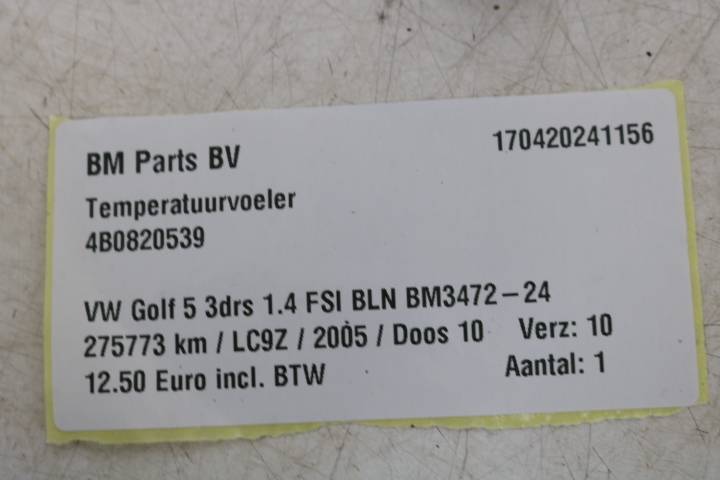 BM Parts BV 170420241156
Temperatuurvoeler
4B0820539
VW Golf 5 3drs 1.4 FSI BLN BM3472-24
275773 km / LC9Z / 2005 / Doos 10 Verz: 10
12.50 Euro incl. BTW Aantal: 1